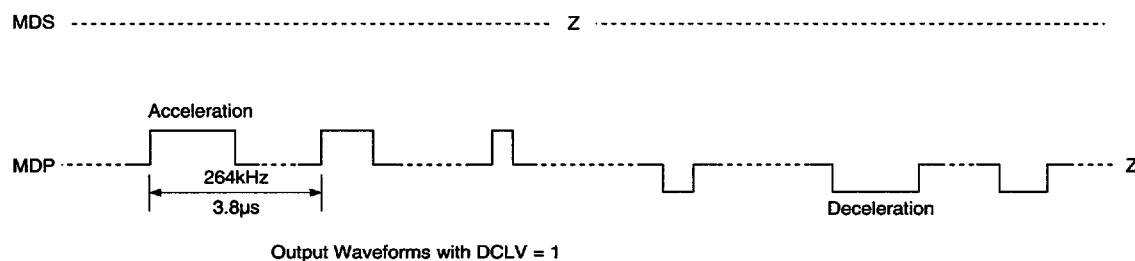 MDS Z
Acceleration
MDP Z
264kHz
3.8µs
Deceleration
Output Waveforms with DCLV = 1